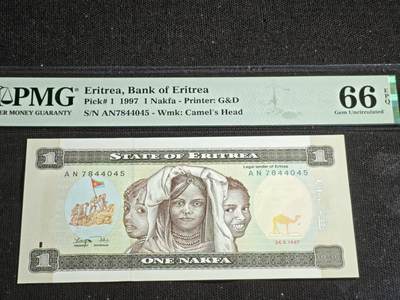 PMG
ER MONEY GUARANTY
Eritrea, Bank of Eritrea
Pick# 1 1997 1 Nakfa - Printer: G&D
S/N AN7844045 - Wmk: Camel's Head
66 EPQ
Gem Uncirculated
1 STATE OF ERITREA 1
AN 7844045
Legal tender of Eritrea
AN 7844045
24.5.1997
1 ONE NAKFA